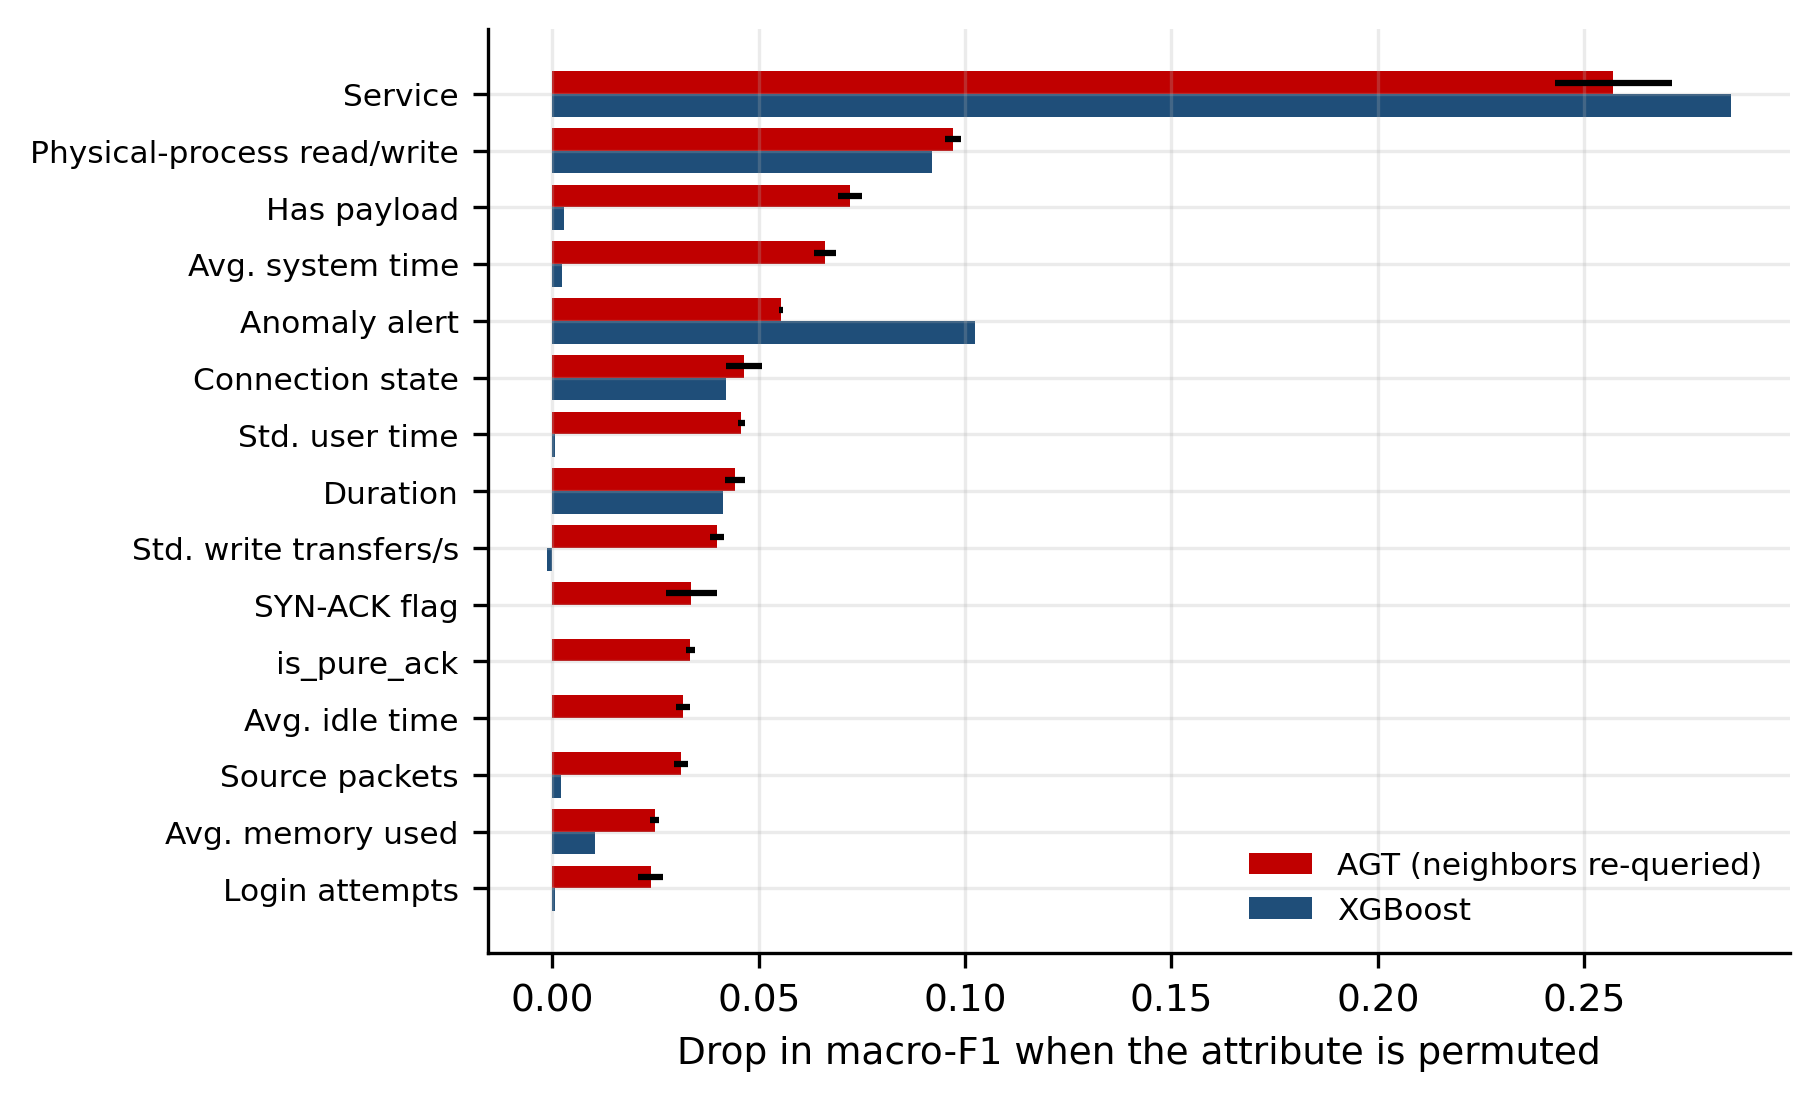 Service
Physical-process read/write
Has payload
Avg. system time
Anomaly alert
Connection state
Std. user time
Duration
Std. write transfers/s
SYN-ACK flag
is_pure_ack
Avg. idle time
Source packets
Avg. memory used
Login attempts
AGT (neighbors re-queried)
XGBoost
0.00 0.05 0.10 0.15 0.20 0.25
Drop in macro-F1 when the attribute is permuted